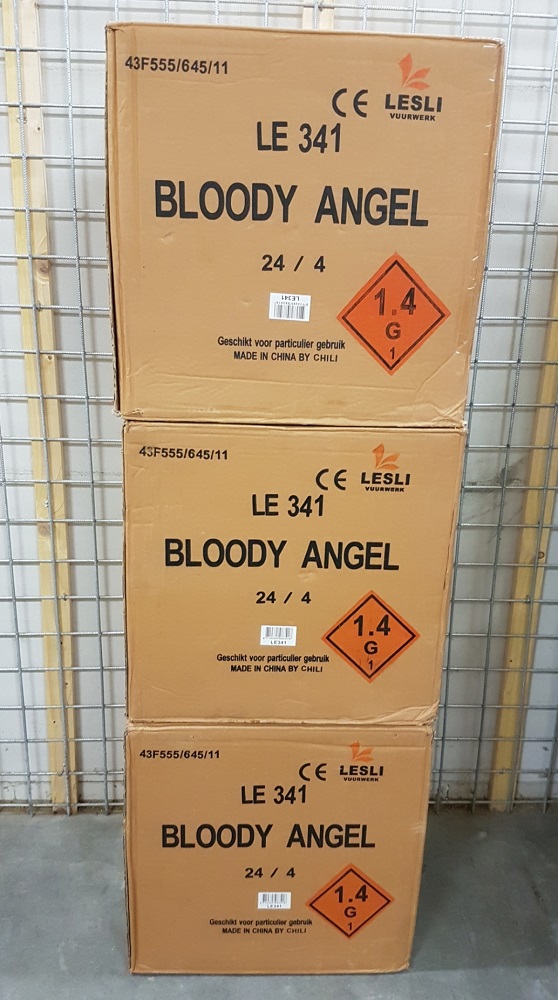 43F555/645/11
CE LESLI
VUURWERK
LE 341
BLOODY ANGEL
24 / 4
1.4
G
1
LE341
Geschikt voor particulier gebruik
MADE IN CHINA BY CHILI
43F555/645/11
CE LESLI
VUURWERK
LE 341
BLOODY ANGEL
24 / 4
1.4
G
1
LE341
Geschikt voor particulier gebruik
MADE IN CHINA BY CHILI
43F555/645/11
CE LESLI
VUURWERK
LE 341
BLOODY ANGEL
24 / 4
1.4
G
1
LE341
Geschikt voor particulier gebruik
MADE IN CHINA BY CHILI